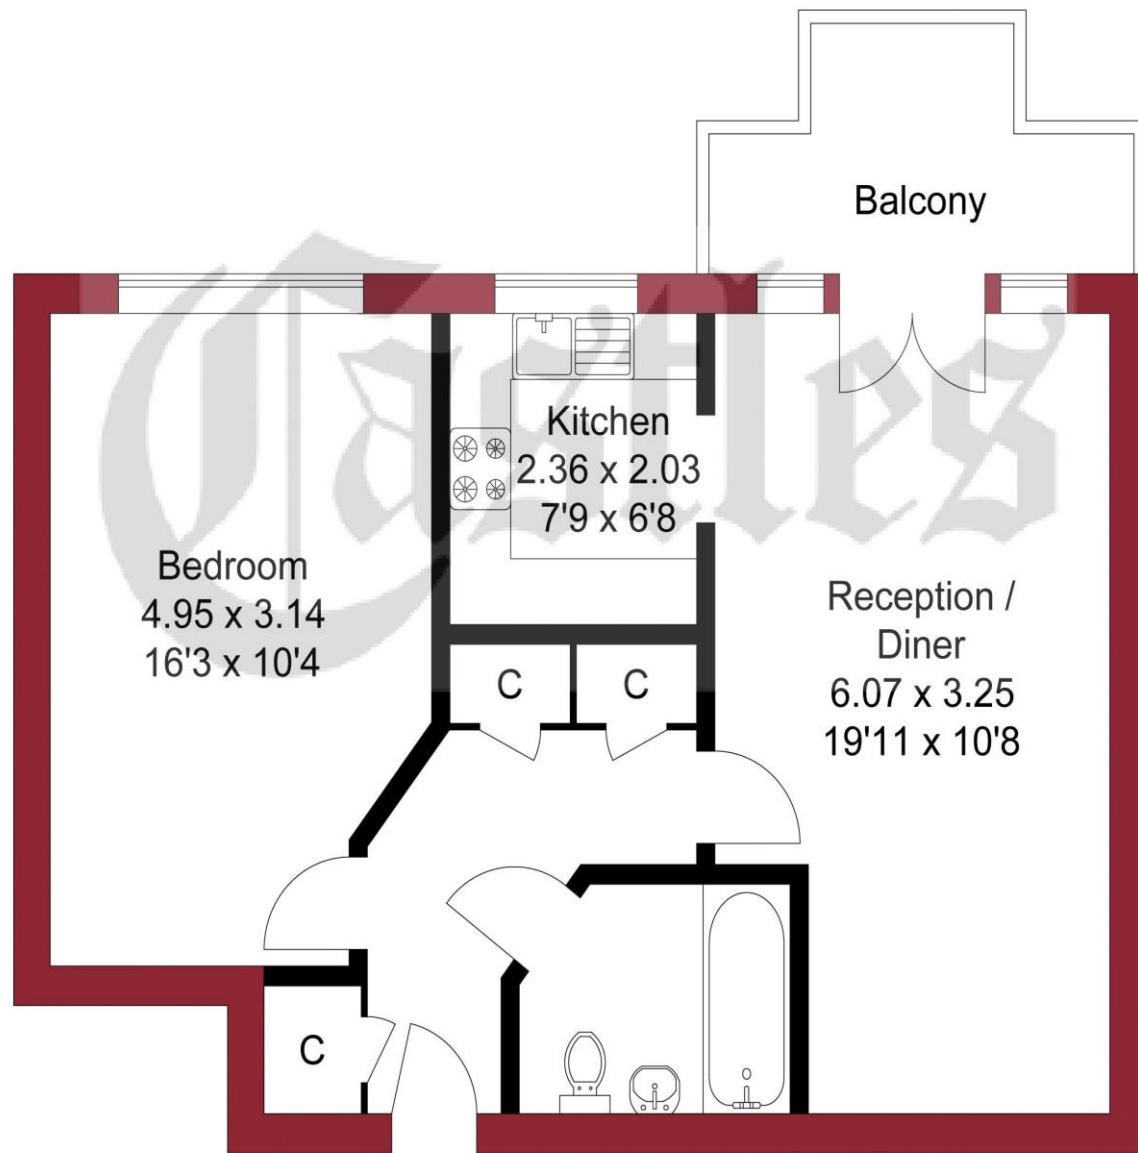 Balcony
Castles
Kitchen
2.36 x 2.03
7'9 x 6'8
Bedroom
4.95 x 3.14
16'3 x 10'4
Reception /
Diner
6.07 x 3.25
19'11 x 10'8
C
C
C